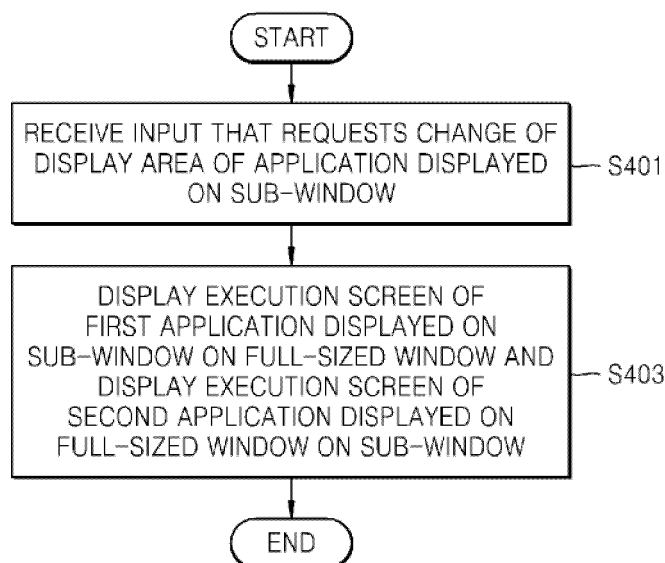 START
RECEIVE INPUT THAT REQUESTS CHANGE OF
DISPLAY AREA OF APPLICATION DISPLAYED
ON SUB-WINDOW
S401
DISPLAY EXECUTION SCREEN OF
FIRST APPLICATION DISPLAYED ON
SUB-WINDOW ON FULL-SIZED WINDOW AND
DISPLAY EXECUTION SCREEN OF
SECOND APPLICATION DISPLAYED ON
FULL-SIZED WINDOW ON SUB-WINDOW
S403
END